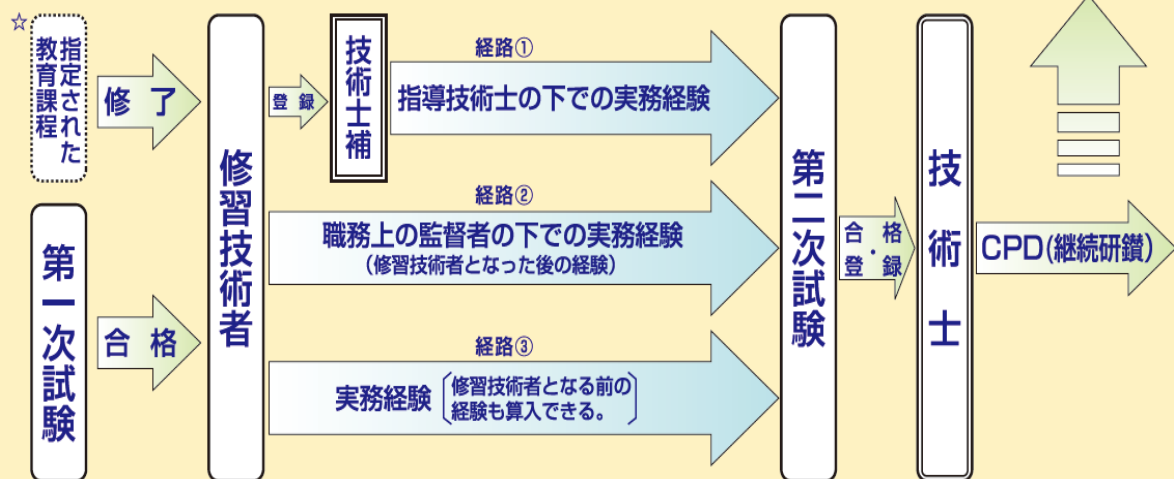 ☆
指定された
教育課程
修了
第一次試験
合格
修習技術者
登録
技術士補
経路①
指導技術士の下での実務経験
経路②
職務上の監督者の下での実務経験
(修習技術者となった後の経験)
経路③
実務経験
修習技術者となる前の
経験も算入できる。
第二次試験
合格
・
登録
技術士
CPD(継続研鑚)